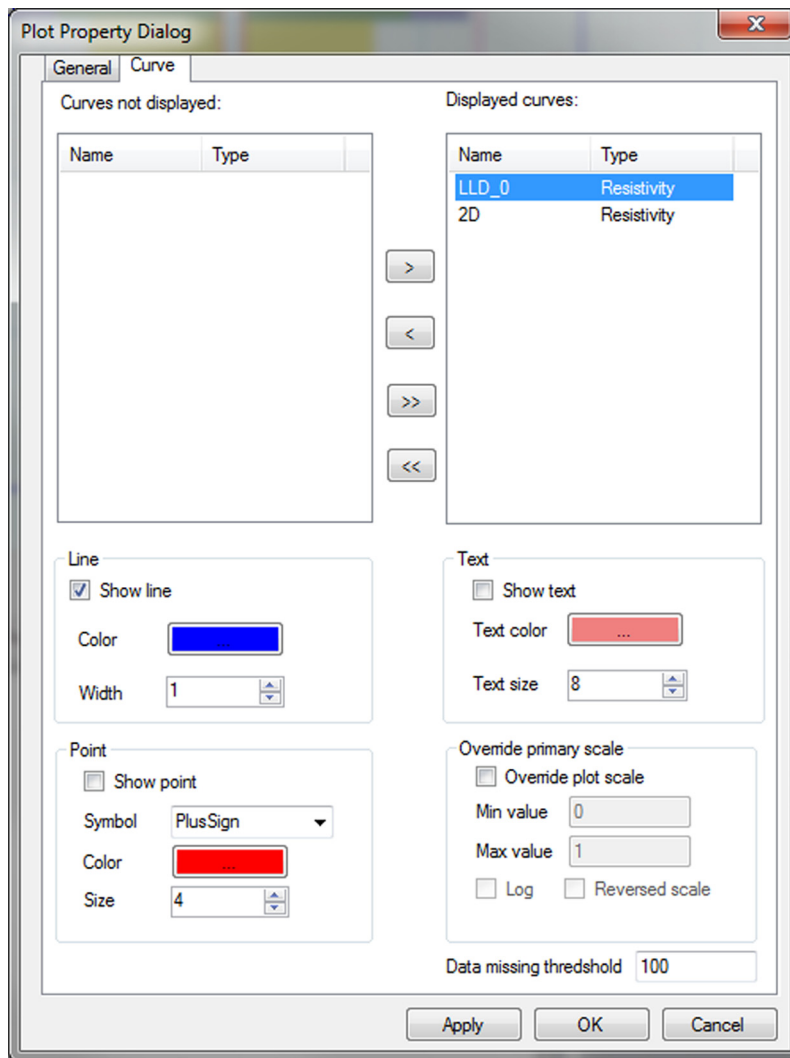 Plot Property Dialog
General Curve
Curves not displayed:
Name Type
Displayed curves:
Name Type
LLD_0 Resistivity
2D Resistivity
>
<
>>
<<
Line
Show line
Color ...
Width 1
Text
Show text
Text color ...
Text size 8
Point
Show point
Symbol PlusSign
Color ...
Size 4
Override primary scale
Override plot scale
Min value 0
Max value 1
Log Reversed scale
Data missing thredshold 100
Apply OK Cancel